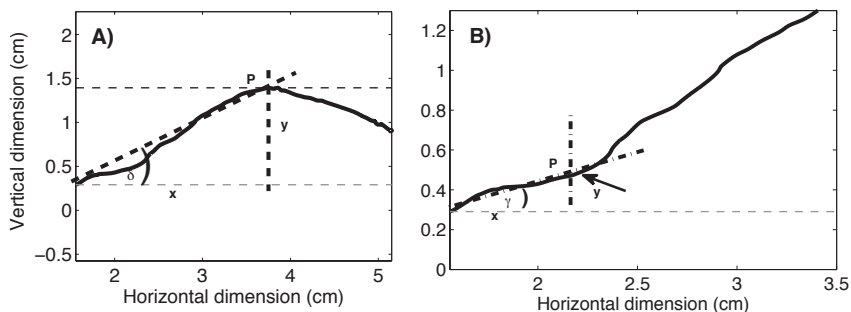 A)
Vertical dimension (cm)
2
1.5
1
0.5
0
−0.5
P
y
δ
x
2
3
4
5
Horizontal dimension (cm)
B)
1.2
1
0.8
0.6
0.4
0.2
0
P
y
γ
x
2
2.5
3
3.5
Horizontal dimension (cm)